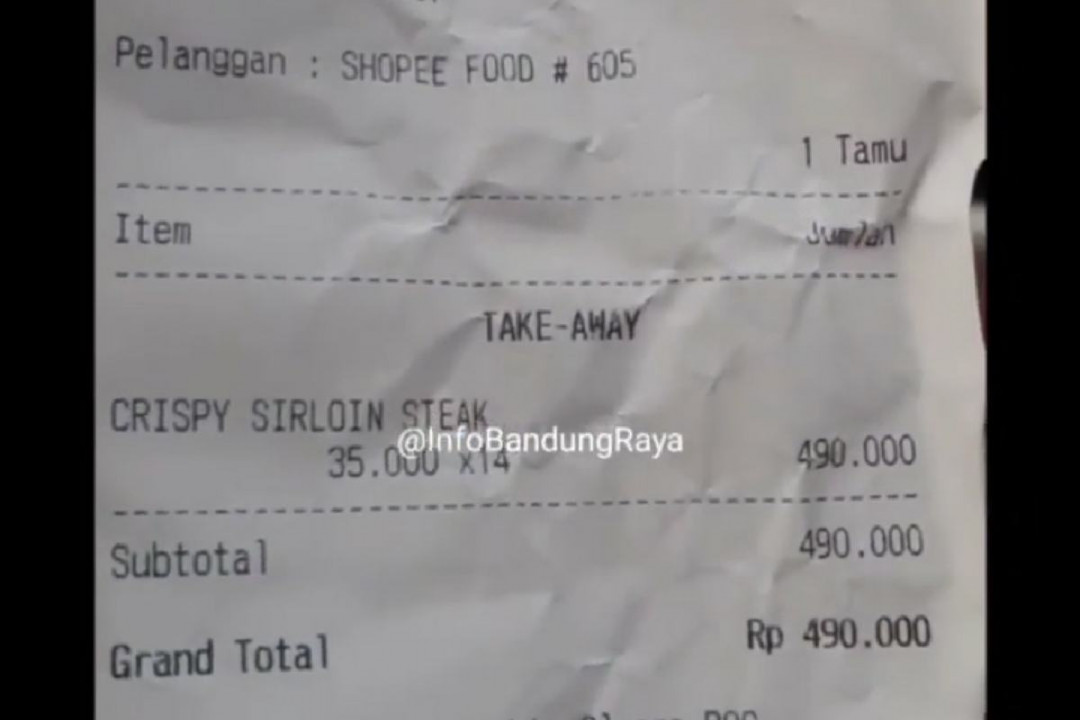 Pelanggan : SHOPEE FOOD # 605
1 Tamu
Item Jumlah
TAKE-AWAY
CRISPY SIRLOIN STEAK
@InfoBandungRaya
35.000 x14 490.000
Subtotal 490.000
Grand Total Rp 490.000